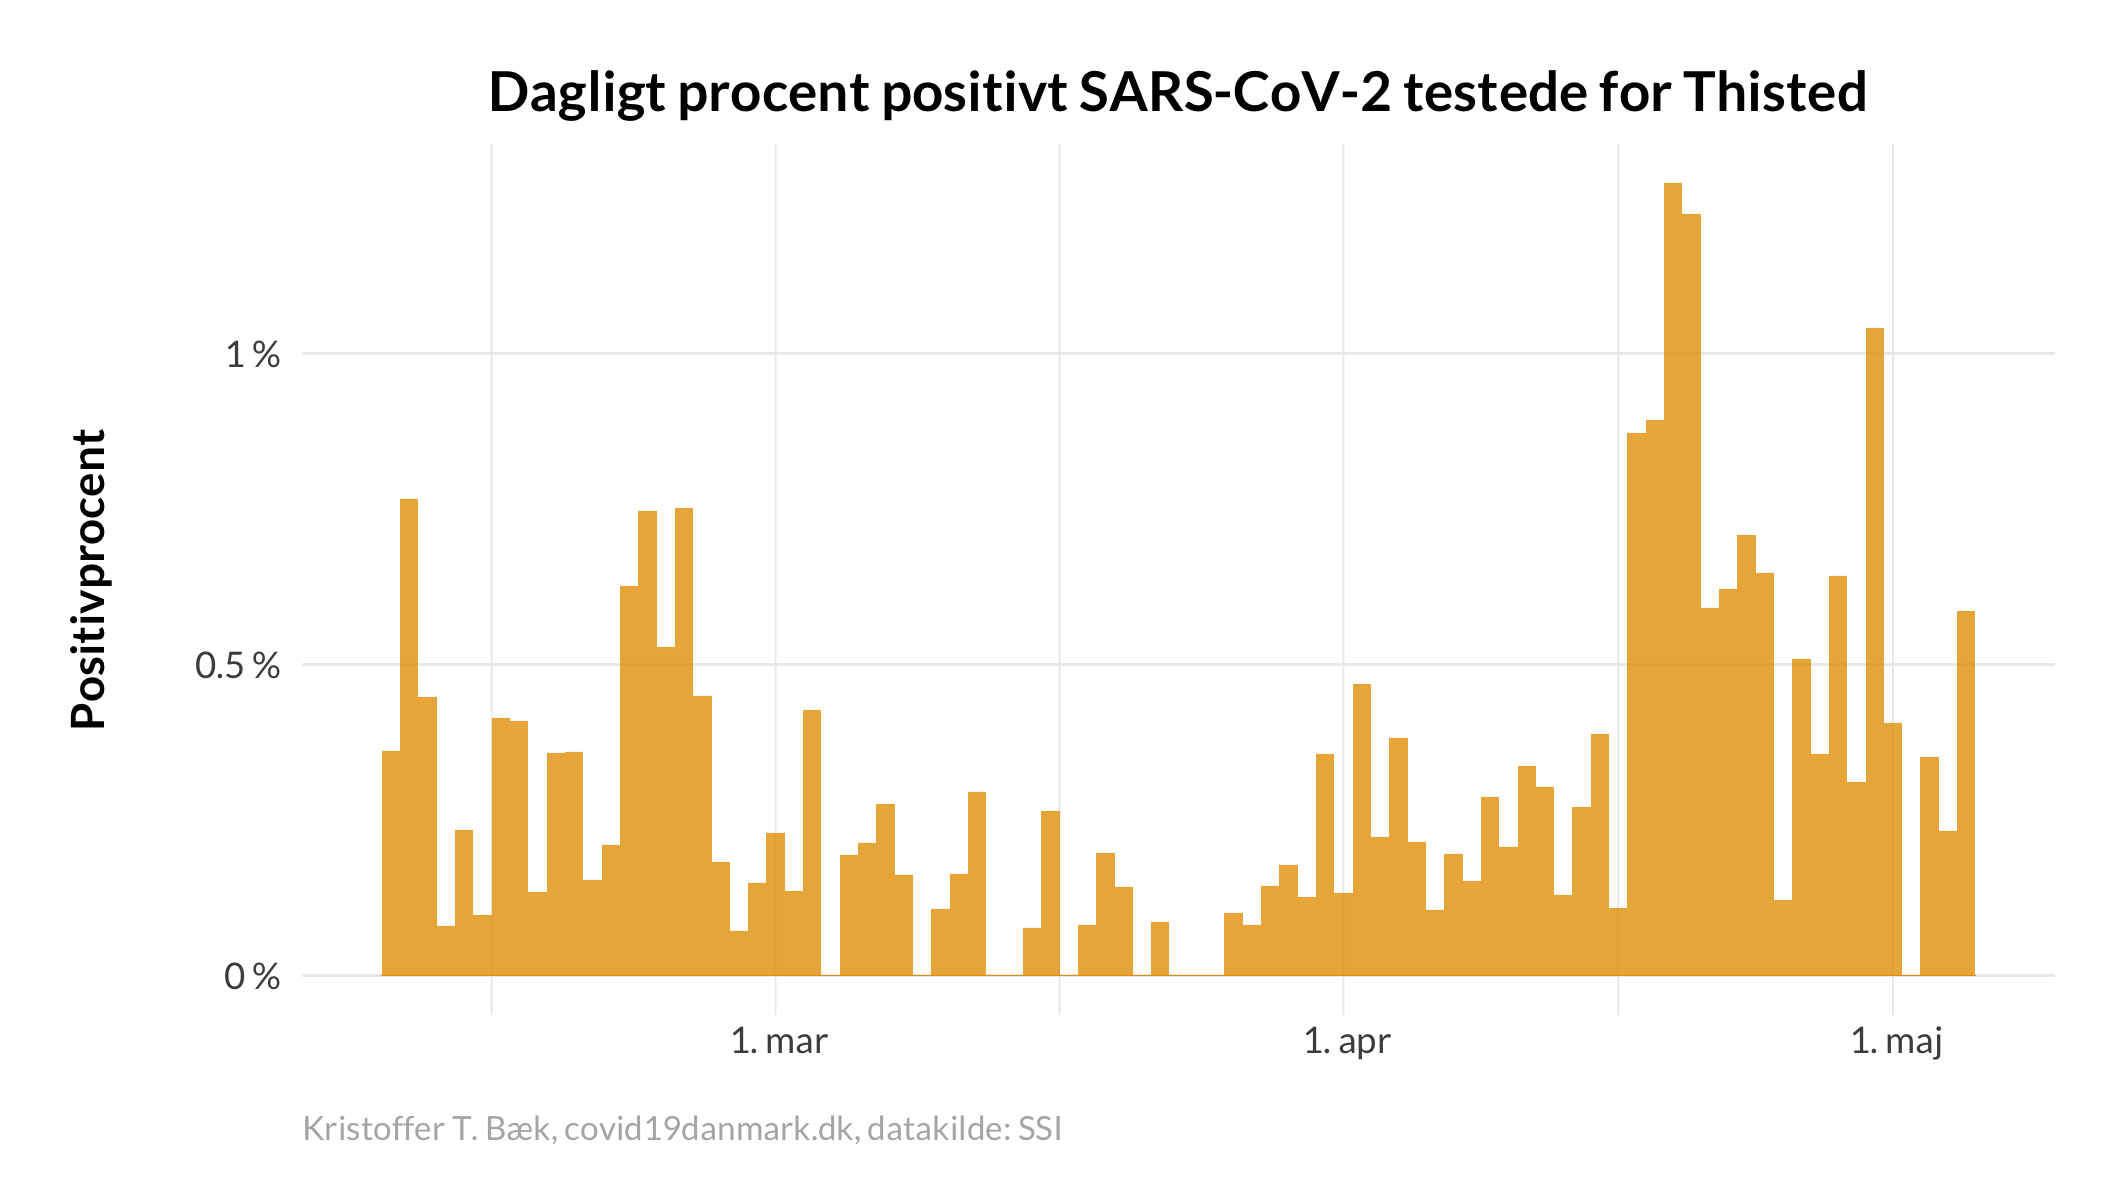 Dagligt procent positivt SARS-CoV-2 testede for Thisted
Positivprocent
1 %
0.5 %
0 %
1. mar
1. apr
1. maj
Kristoffer T. Bæk, covid19danmark.dk, datakilde: SSI